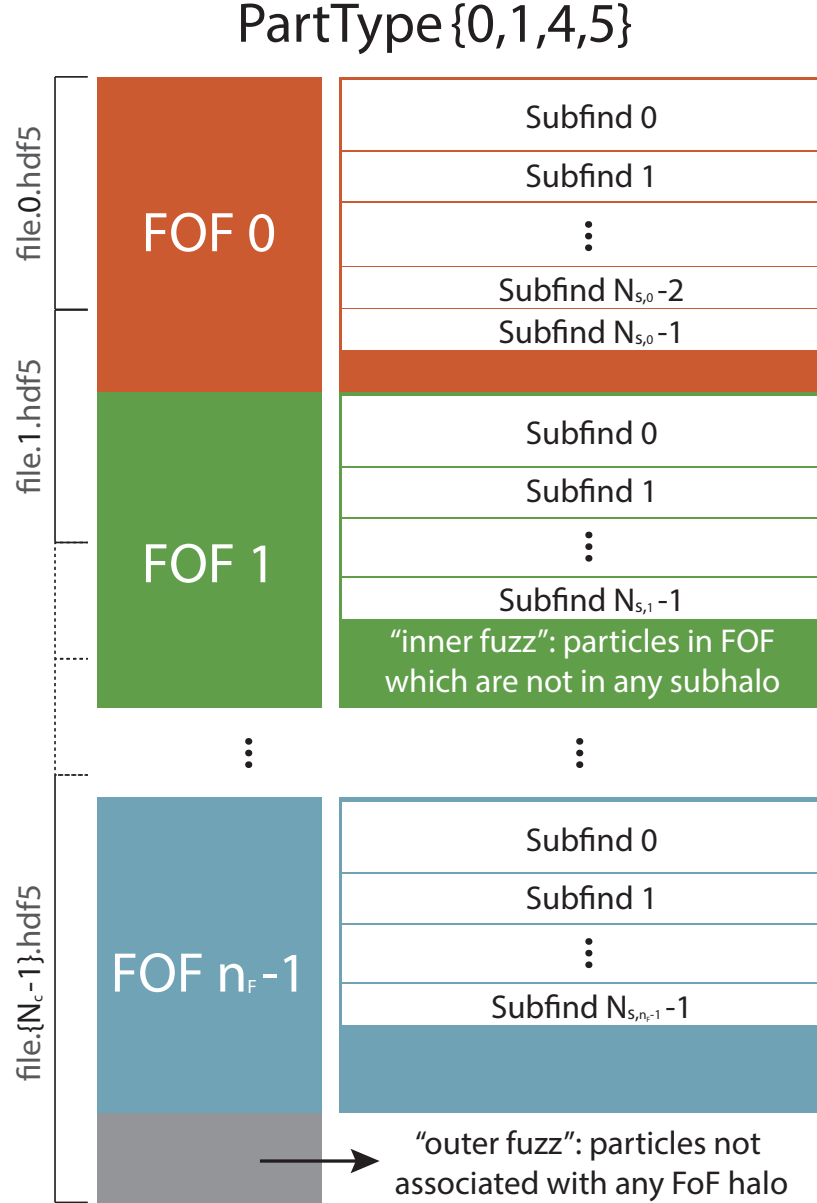 PartType {0,1,4,5}
file.0.hdf5
FOF 0
Subfind 0
Subfind 1
⋮
Subfind Ns,0 -2
Subfind Ns,0 -1
file.1.hdf5
FOF 1
Subfind 0
Subfind 1
⋮
Subfind Ns,1 -1
“inner fuzz”: particles in FOF
which are not in any subhalo
⋮ ⋮
file.{Nc-1}.hdf5
FOF nF-1
Subfind 0
Subfind 1
⋮
Subfind Ns,nF-1 -1
“outer fuzz”: particles not
associated with any FoF halo